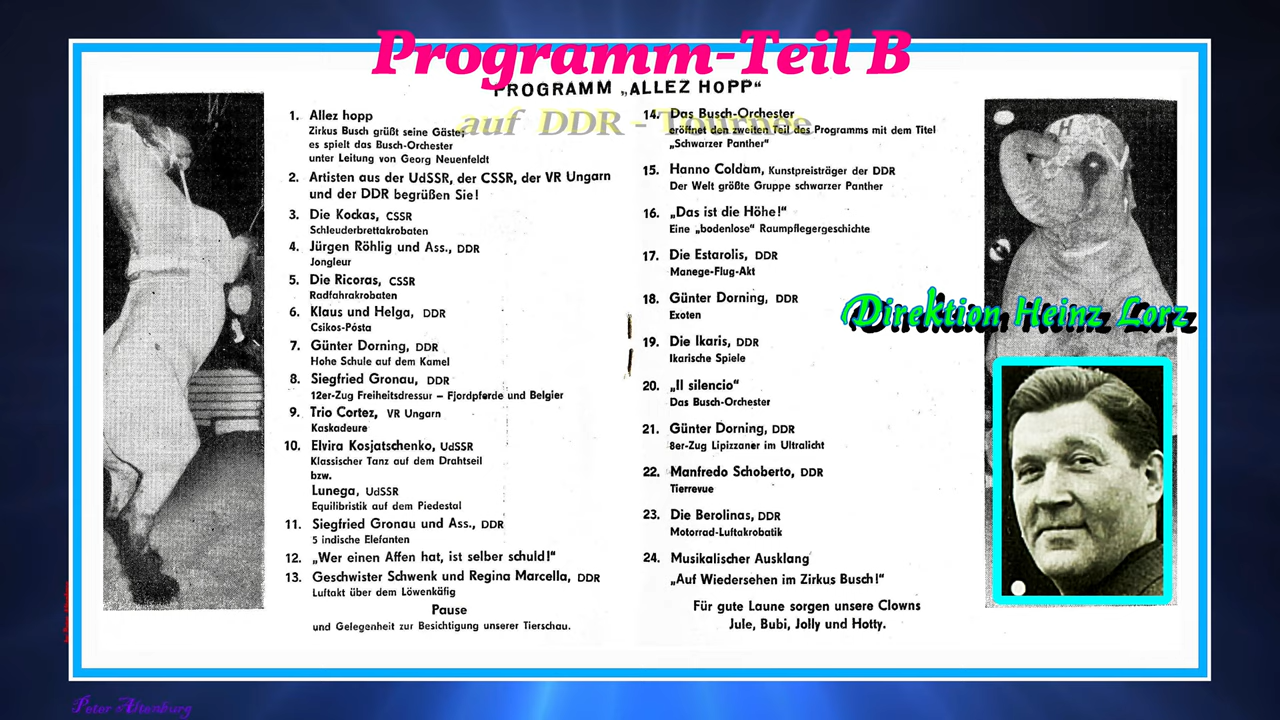 Programm-Teil B
PROGRAMM „ALLEZ HOPP“
auf DDR - Tournee
1. Allez hopp
Zirkus Busch grüßt seine Gäste,
es spielt das Busch-Orchester
unter Leitung von Georg Neuenfeldt
2. Artisten aus der UdSSR, der CSSR, der VR Ungarn
und der DDR begrüßen Sie!
3. Die Kockas, CSSR
Schleuderbrettakrobaten
4. Jürgen Röhlig und Ass., DDR
Jongleur
5. Die Ricoras, CSSR
Radfahrakrobaten
6. Klaus und Helga, DDR
Csikos-Pósta
7. Günter Dorning, DDR
Hohe Schule auf dem Kamel
8. Siegfried Gronau, DDR
12er-Zug Freiheitsdressur – Fjordpferde und Belgier
9. Trio Cortez, VR Ungarn
Kaskadeure
10. Elvira Kosjatschenko, UdSSR
Klassischer Tanz auf dem Drahtseil
bzw.
Lunega, UdSSR
Equilibristik auf dem Piedestal
11. Siegfried Gronau und Ass., DDR
5 indische Elefanten
12. „Wer einen Affen hat, ist selber schuld!“
13. Geschwister Schwenk und Regina Marcella, DDR
Luftakt über dem Löwenkäfig
Pause
und Gelegenheit zur Besichtigung unserer Tierschau.
14. Das Busch-Orchester
eröffnet den zweiten Teil des Programms mit dem Titel
„Schwarzer Panther“
15. Hanno Coldam, Kunstpreisträger der DDR
Der Welt größte Gruppe schwarzer Panther
16. „Das ist die Höhe!“
Eine „bodenlose“ Raumpflegergeschichte
17. Die Estarolis, DDR
Manege-Flug-Akt
18. Günter Dorning, DDR
Exoten
19. Die Ikaris, DDR
Ikarische Spiele
20. „Il silencio“
Das Busch-Orchester
21. Günter Dorning, DDR
8er-Zug Lipizzaner im Ultralicht
22. Manfredo Schoberto, DDR
Tierrevue
23. Die Berolinas, DDR
Motorrad-Luftakrobatik
24. Musikalischer Ausklang
„Auf Wiedersehen im Zirkus Busch!“
Für gute Laune sorgen unsere Clowns
Jule, Bubi, Jolly und Hotty.
Direktion Heinz Lorz
Peter Altenburg